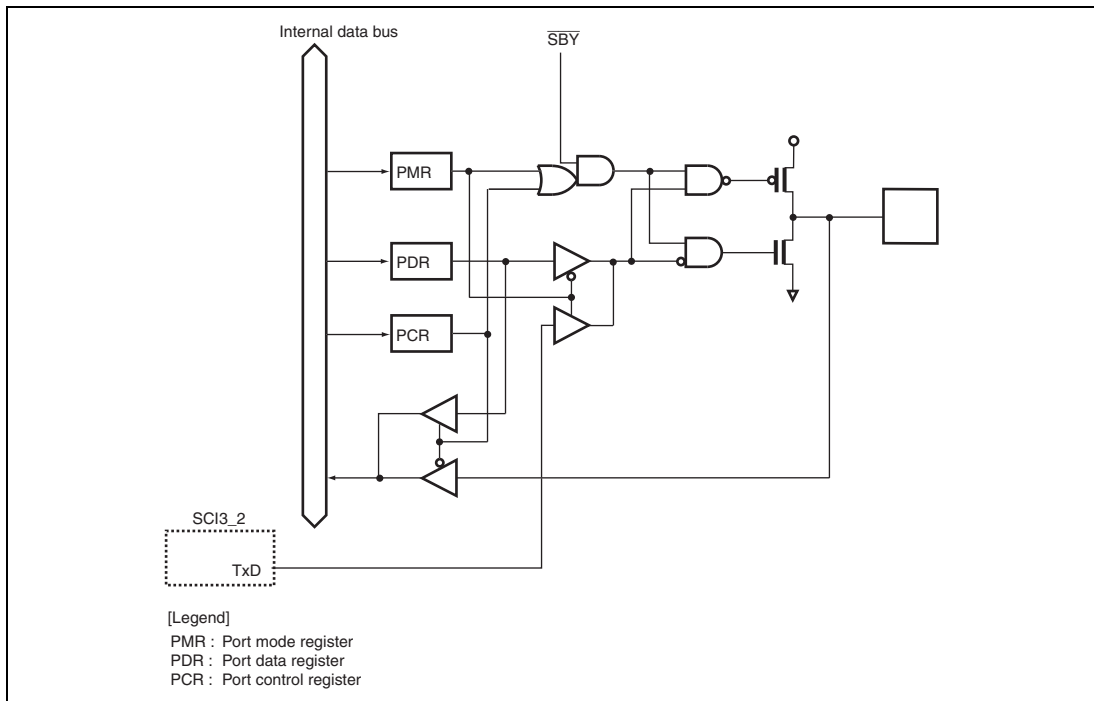 Internal data bus
SBY
PMR
PDR
PCR
SCI3_2
TxD
[Legend]
PMR : Port mode register
PDR : Port data register
PCR : Port control register